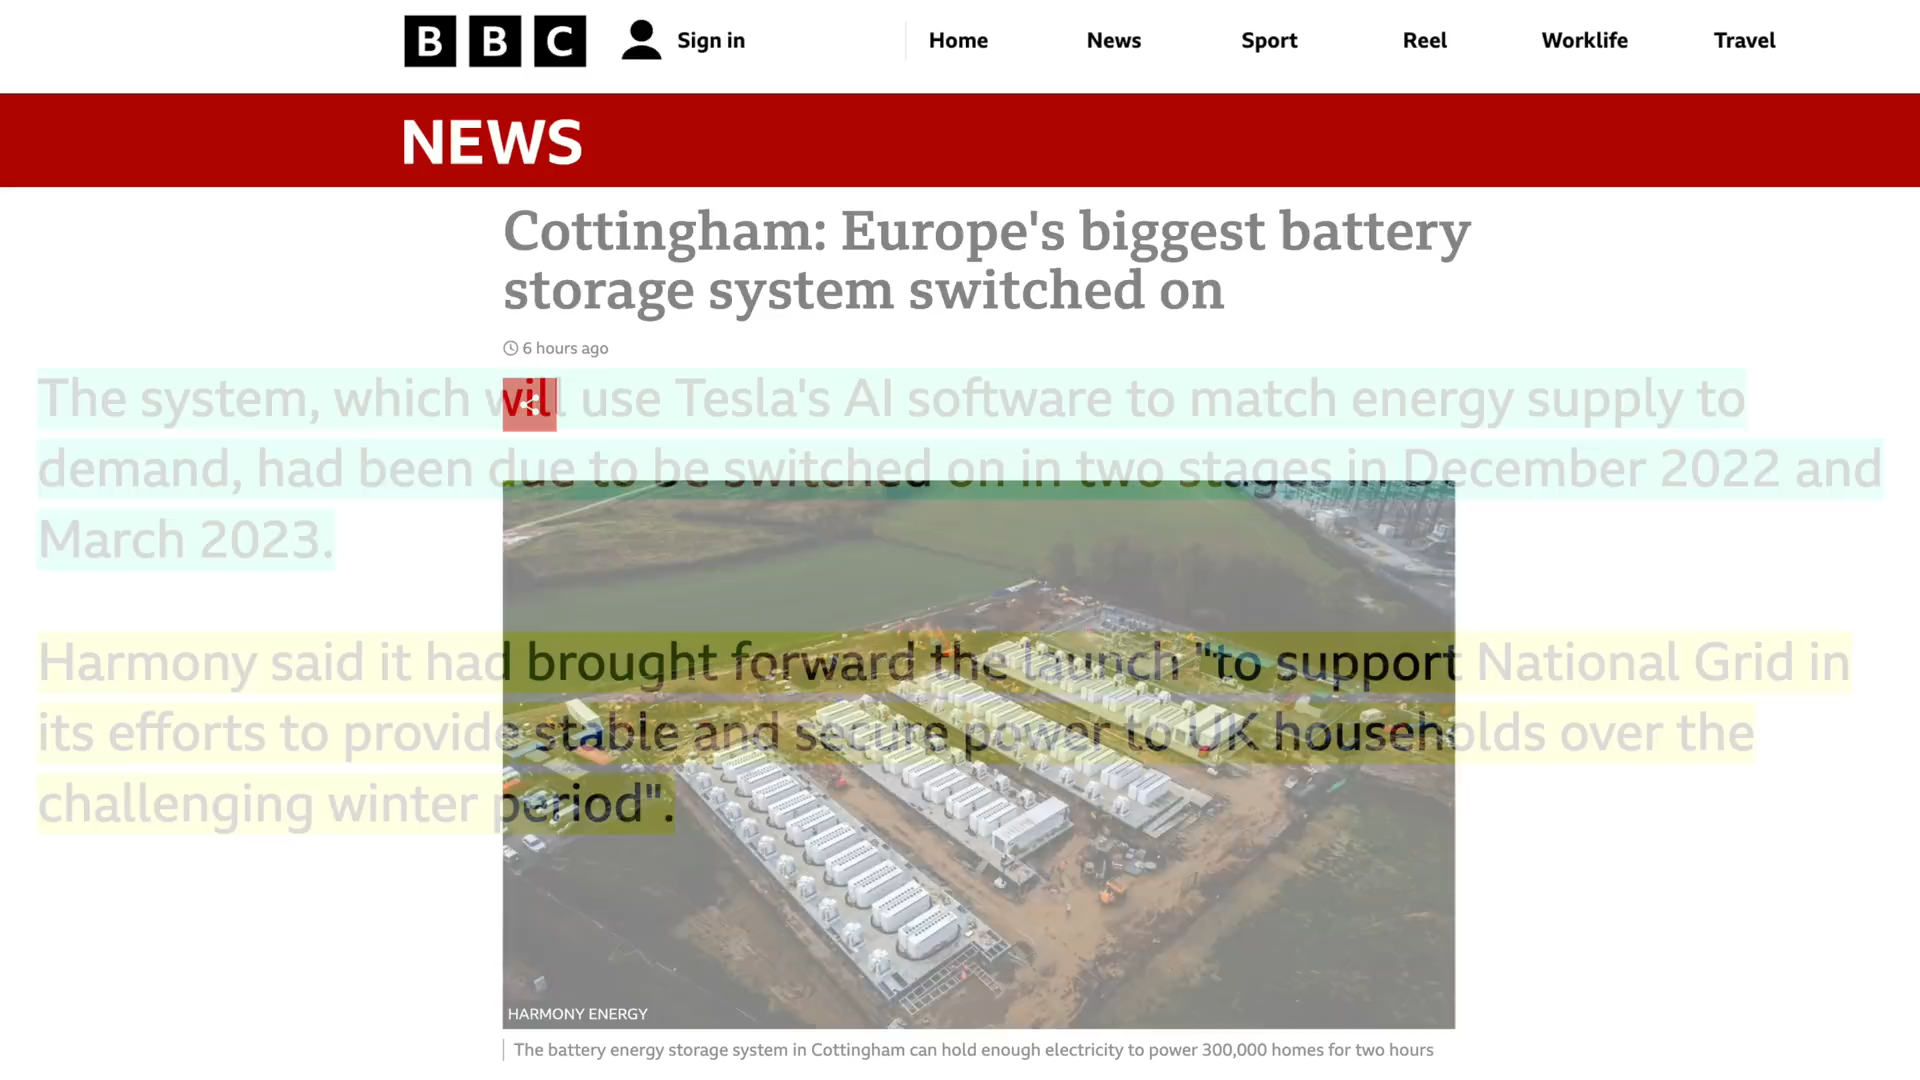 BBC Sign in Home News Sport Reel Worklife Travel
NEWS
Cottingham: Europe's biggest battery
storage system switched on
6 hours ago
The system, which will use Tesla's AI software to match energy supply to
demand, had been due to be switched on in two stages in December 2022 and
March 2023.
Harmony said it had brought forward the launch "to support National Grid in
its efforts to provide stable and secure power to UK households over the
challenging winter period".
HARMONY ENERGY
The battery energy storage system in Cottingham can hold enough electricity to power 300,000 homes for two hours